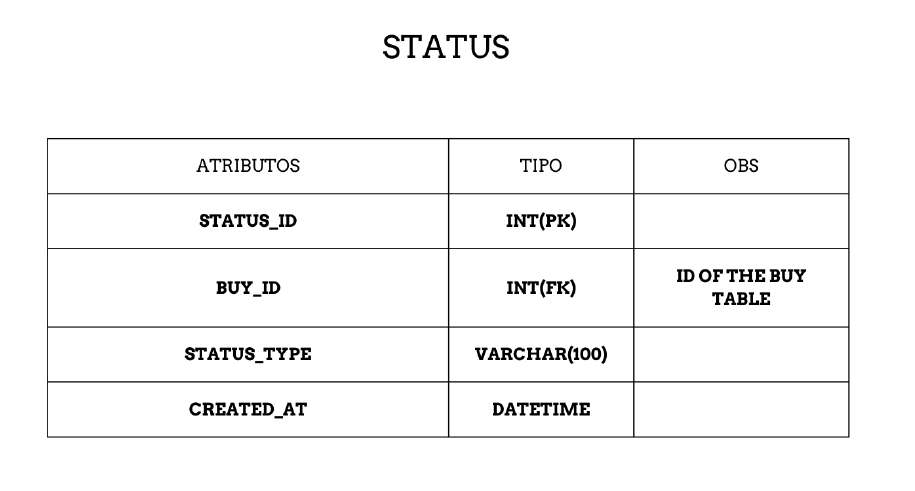 STATUS
ATRIBUTOS TIPO OBS
STATUS_ID INT(PK)
BUY_ID INT(FK) ID OF THE BUY
TABLE
STATUS_TYPE VARCHAR(100)
CREATED_AT DATETIME